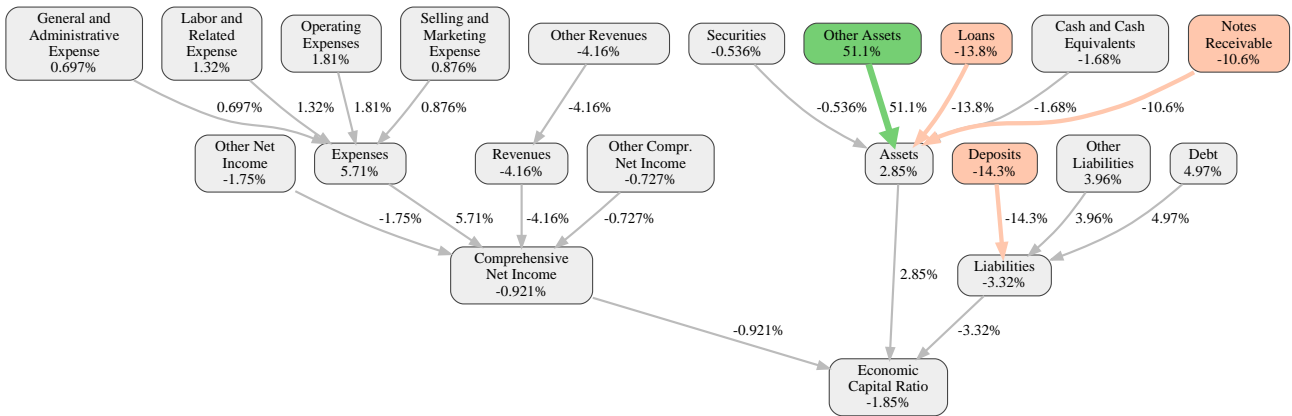 General and
Administrative
Expense
0.697%
Labor and
Related
Expense
1.32%
Operating
Expenses
1.81%
Selling and
Marketing
Expense
0.876%
Other Revenues
-4.16%
Securities
-0.536%
Other Assets
51.1%
Loans
-13.8%
Cash and Cash
Equivalents
-1.68%
Notes
Receivable
-10.6%
0.697%
1.32%
1.81%
0.876%
-4.16%
-0.536%
51.1%
-13.8%
-1.68%
-10.6%
Other Net
Income
-1.75%
Expenses
5.71%
Revenues
-4.16%
Other Compr.
Net Income
-0.727%
Assets
2.85%
Deposits
-14.3%
Other
Liabilities
3.96%
Debt
4.97%
-1.75%
5.71%
-4.16%
-0.727%
-14.3%
3.96%
4.97%
Comprehensive
Net Income
-0.921%
2.85%
Liabilities
-3.32%
-0.921%
-3.32%
Economic
Capital Ratio
-1.85%